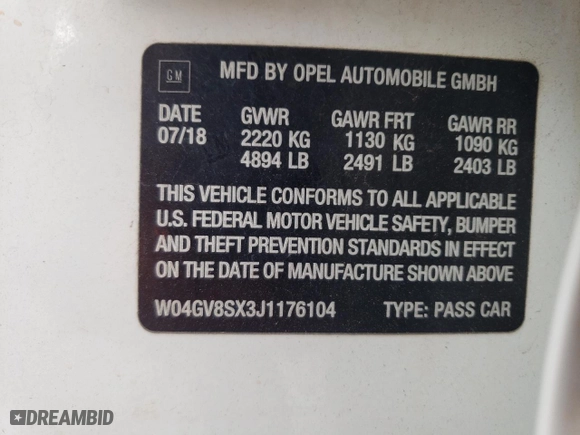 GM
MFD BY OPEL AUTOMOBILE GMBH
DATE GVWR GAWR FRT GAWR RR
07/18 2220 KG 1130 KG 1090 KG
4894 LB 2491 LB 2403 LB
THIS VEHICLE CONFORMS TO ALL APPLICABLE
U.S. FEDERAL MOTOR VEHICLE SAFETY, BUMPER
AND THEFT PREVENTION STANDARDS IN EFFECT
ON THE DATE OF MANUFACTURE SHOWN ABOVE
W04GV8SX3J1176104 TYPE: PASS CAR
DREAMBID